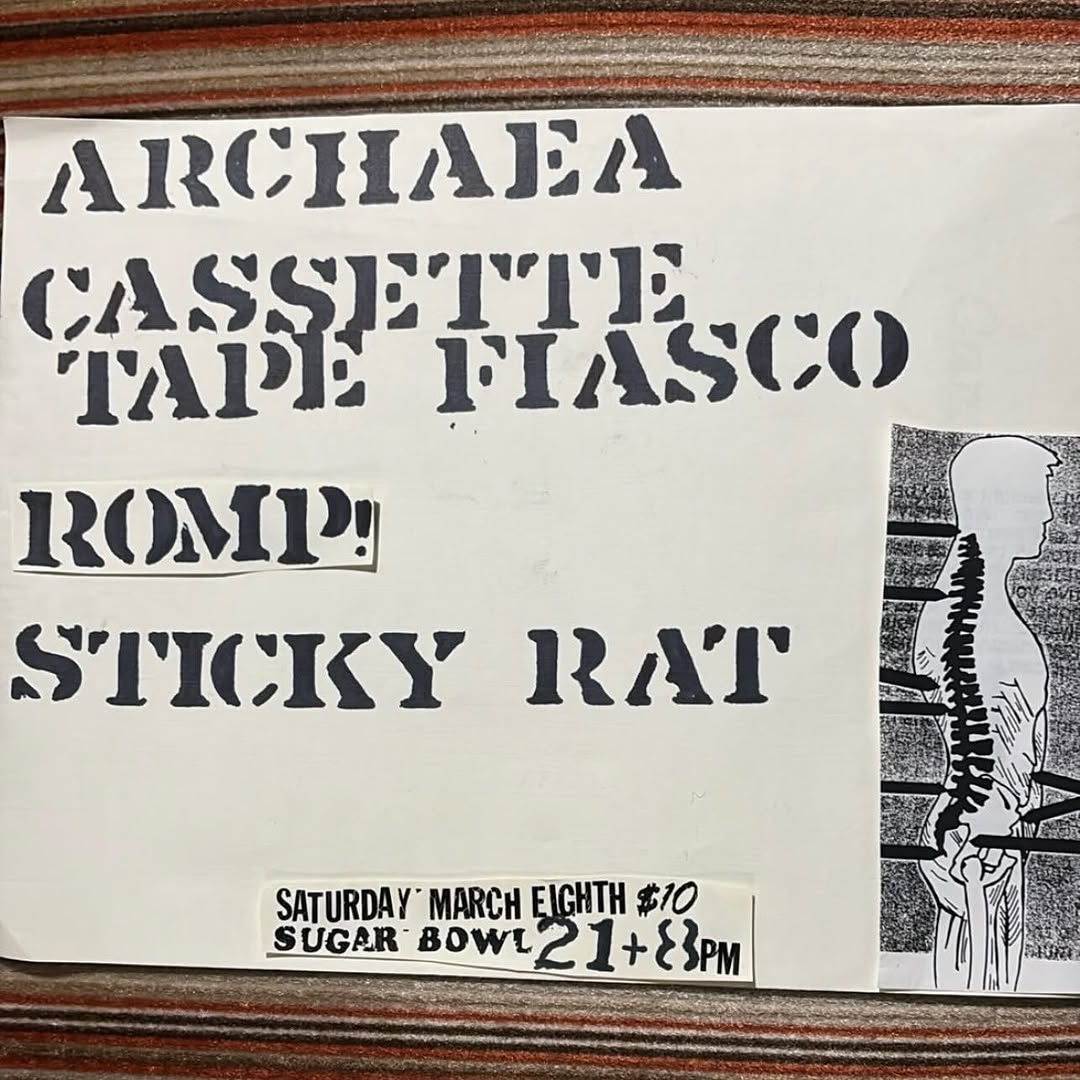 ARCHAEA
CASSETTE
TAPE FIASCO
ROMP!
STICKY RAT
SATURDAY MARCH EIGHTH $10
SUGAR BOWL 21+ 8PM